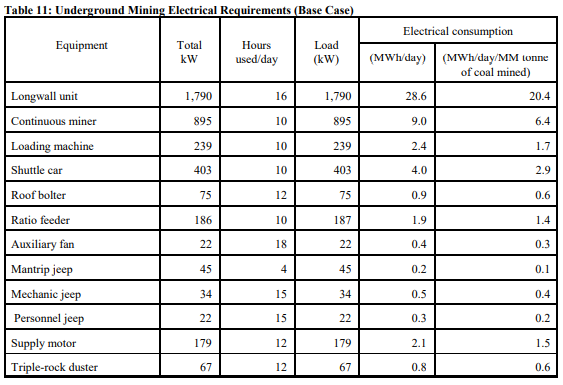 Table 11: Underground Mining Electrical Requirements (Base Case)
Equipment Total kW Hours used/day Load (kW) Electrical consumption
(MWh/day) (MWh/day/MM tonne of coal mined)
Longwall unit 1,790 16 1,790 28.6 20.4
Continuous miner 895 10 895 9.0 6.4
Loading machine 239 10 239 2.4 1.7
Shuttle car 403 10 403 4.0 2.9
Roof bolter 75 12 75 0.9 0.6
Ratio feeder 186 10 187 1.9 1.4
Auxiliary fan 22 18 22 0.4 0.3
Mantrip jeep 45 4 45 0.2 0.1
Mechanic jeep 34 15 34 0.5 0.4
Personnel jeep 22 15 22 0.3 0.2
Supply motor 179 12 179 2.1 1.5
Triple-rock duster 67 12 67 0.8 0.6